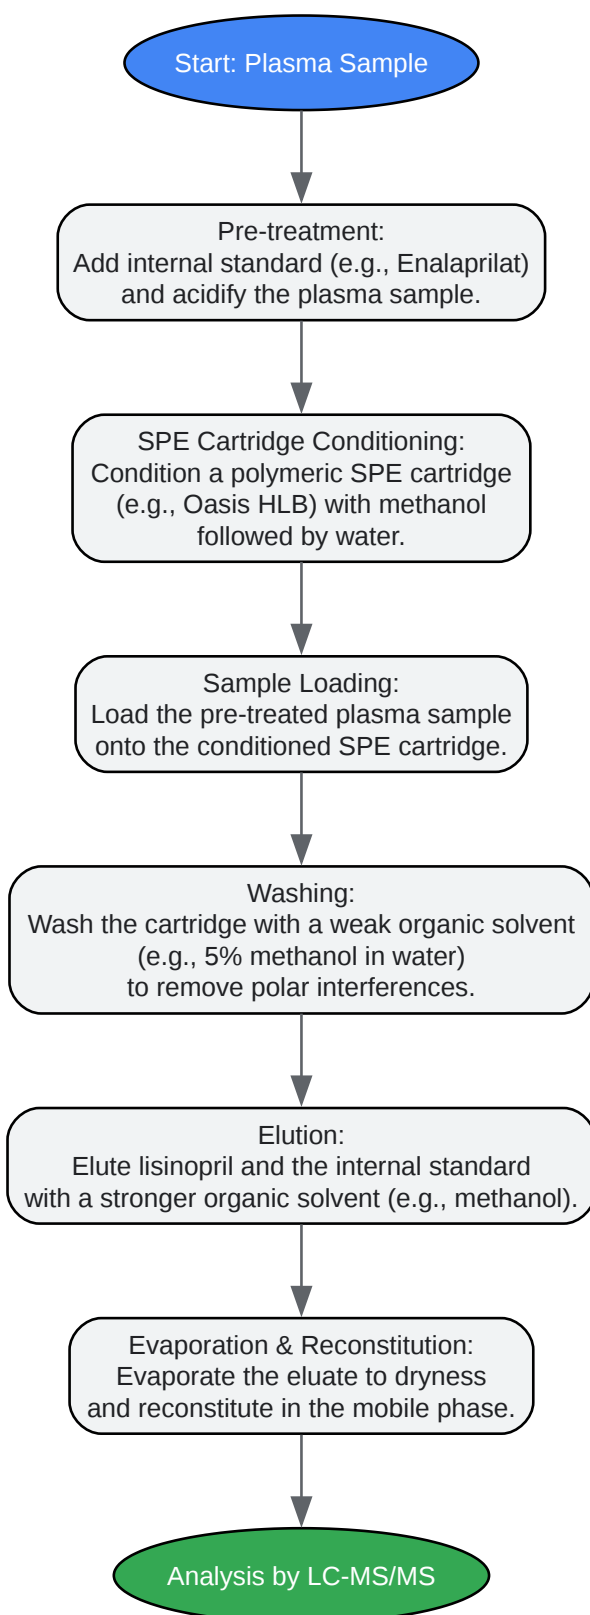 Start: Plasma Sample
Pre-treatment:
Add internal standard (e.g., Enalaprilat)
and acidify the plasma sample.
SPE Cartridge Conditioning:
Condition a polymeric SPE cartridge
(e.g., Oasis HLB) with methanol
followed by water.
Sample Loading:
Load the pre-treated plasma sample
onto the conditioned SPE cartridge.
Washing:
Wash the cartridge with a weak organic solvent
(e.g., 5% methanol in water)
to remove polar interferences.
Elution:
Elute lisinopril and the internal standard
with a stronger organic solvent (e.g., methanol).
Evaporation & Reconstitution:
Evaporate the eluate to dryness
and reconstitute in the mobile phase.
Analysis by LC-MS/MS